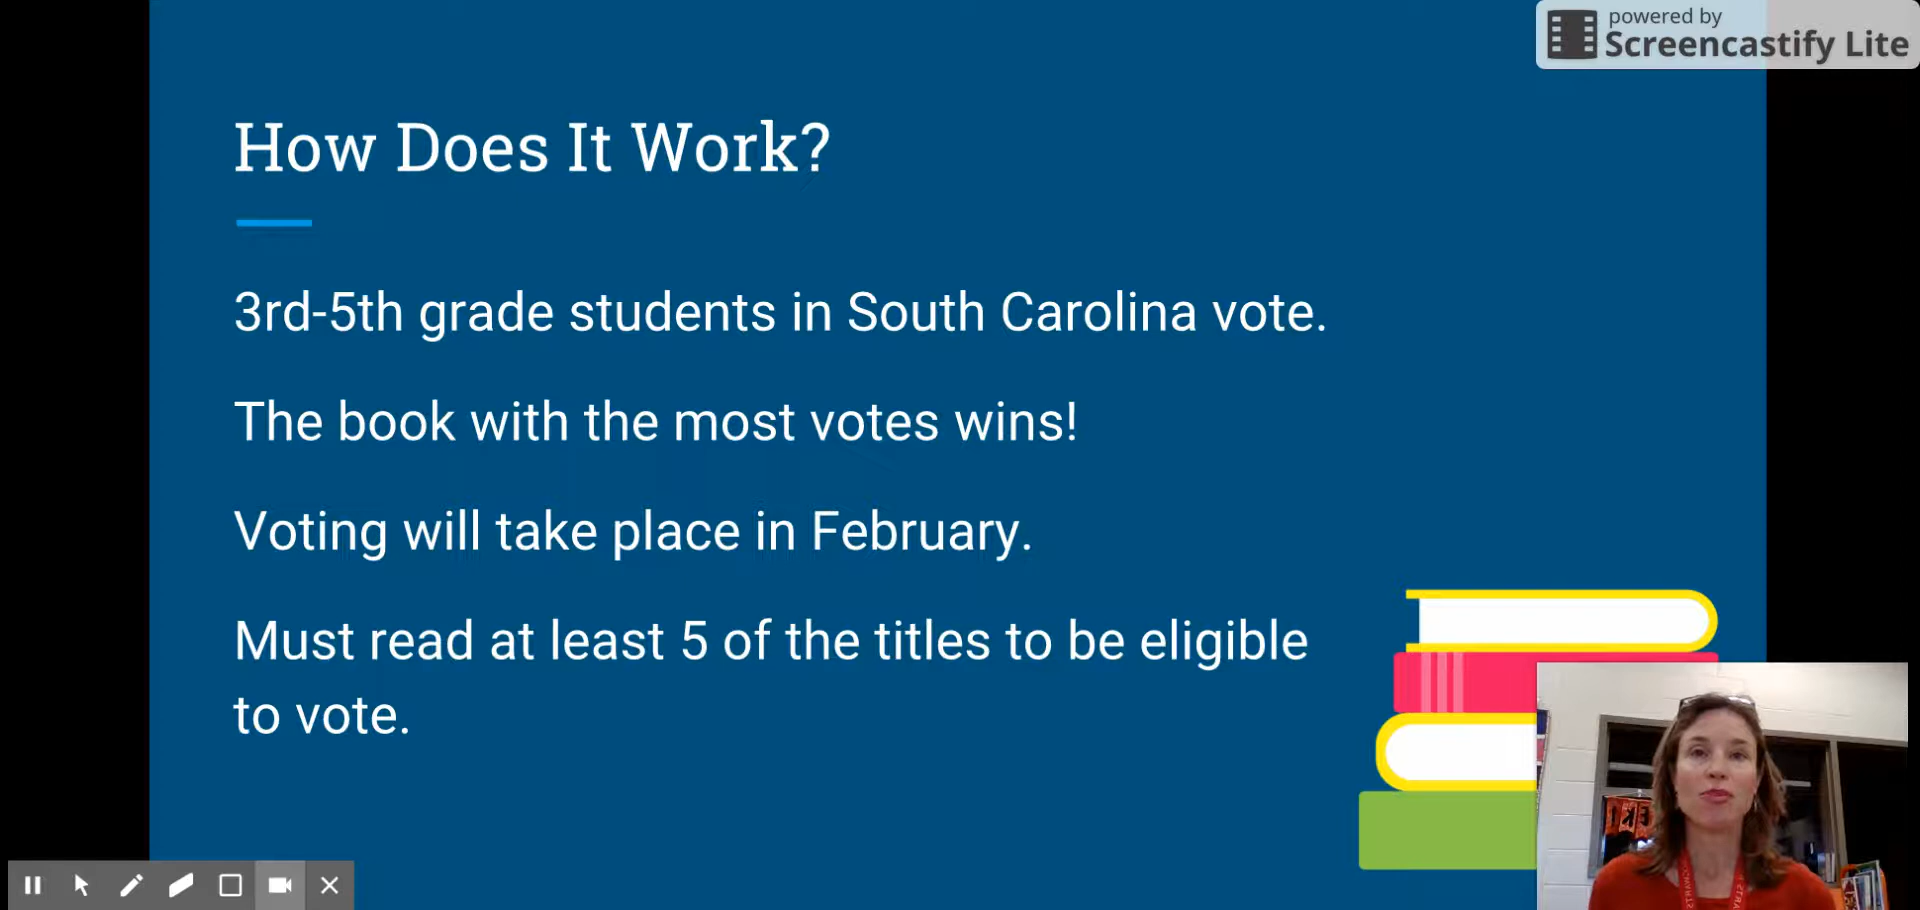 powered by
Screencastify Lite
How Does It Work?
3rd-5th grade students in South Carolina vote.
The book with the most votes wins!
Voting will take place in February.
Must read at least 5 of the titles to be eligible
to vote.